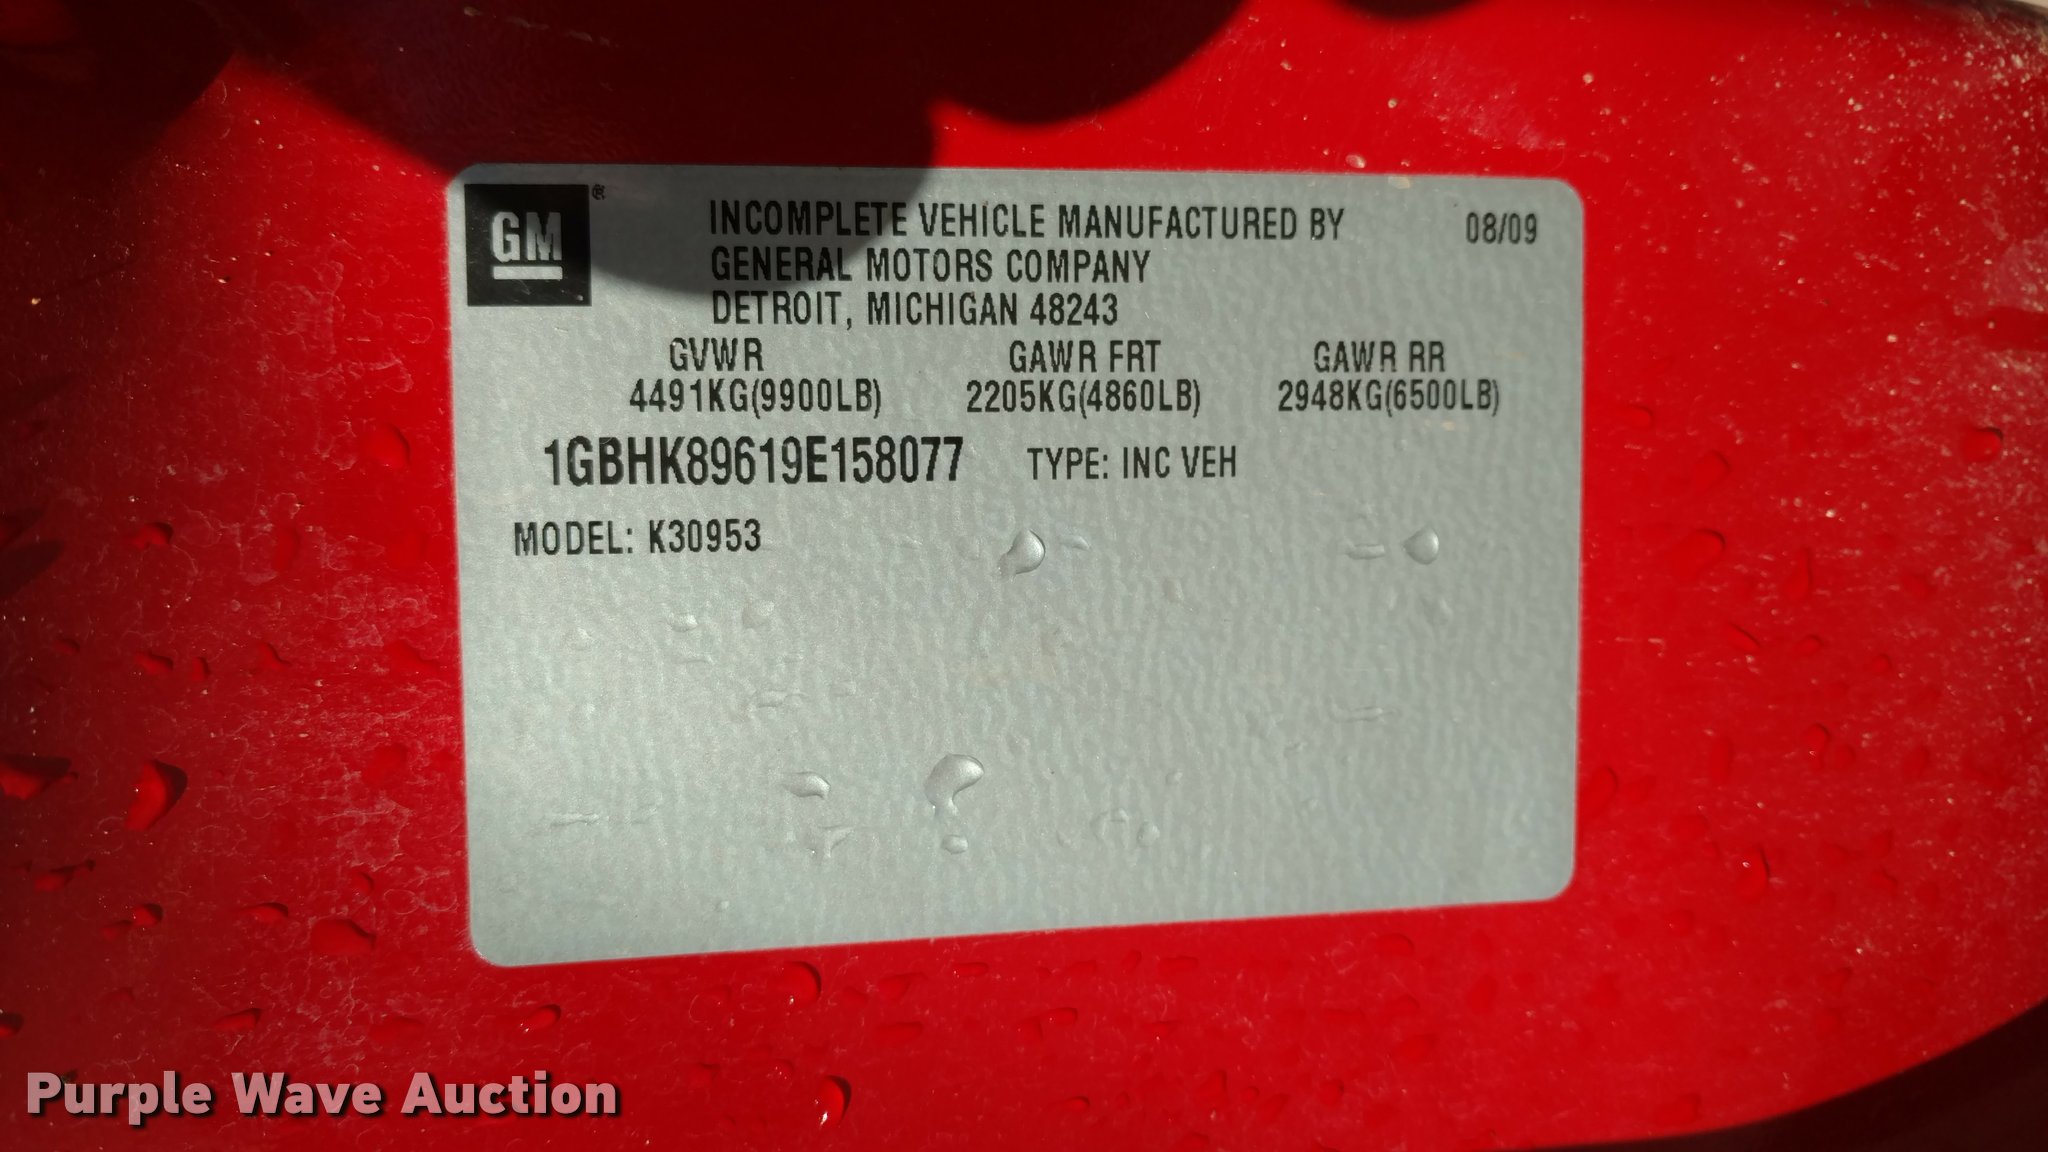 GM ®
INCOMPLETE VEHICLE MANUFACTURED BY 08/09
GENERAL MOTORS COMPANY
DETROIT, MICHIGAN 48243
GVWR GAWR FRT GAWR RR
4491KG(9900LB) 2205KG(4860LB) 2948KG(6500LB)
1GBHK89619E158077 TYPE: INC VEH
MODEL: K30953
Purple Wave Auction